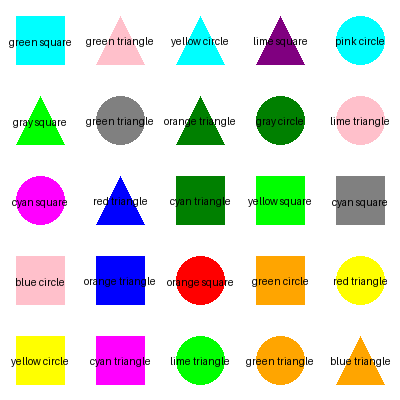 green square green triangle yellow circle lime square pink circle
gray square green triangle orange triangle gray circle lime triangle
cyan square red triangle cyan triangle yellow square cyan square
blue circle orange triangle orange square green circle red triangle
yellow circle cyan triangle lime triangle green triangle blue triangle